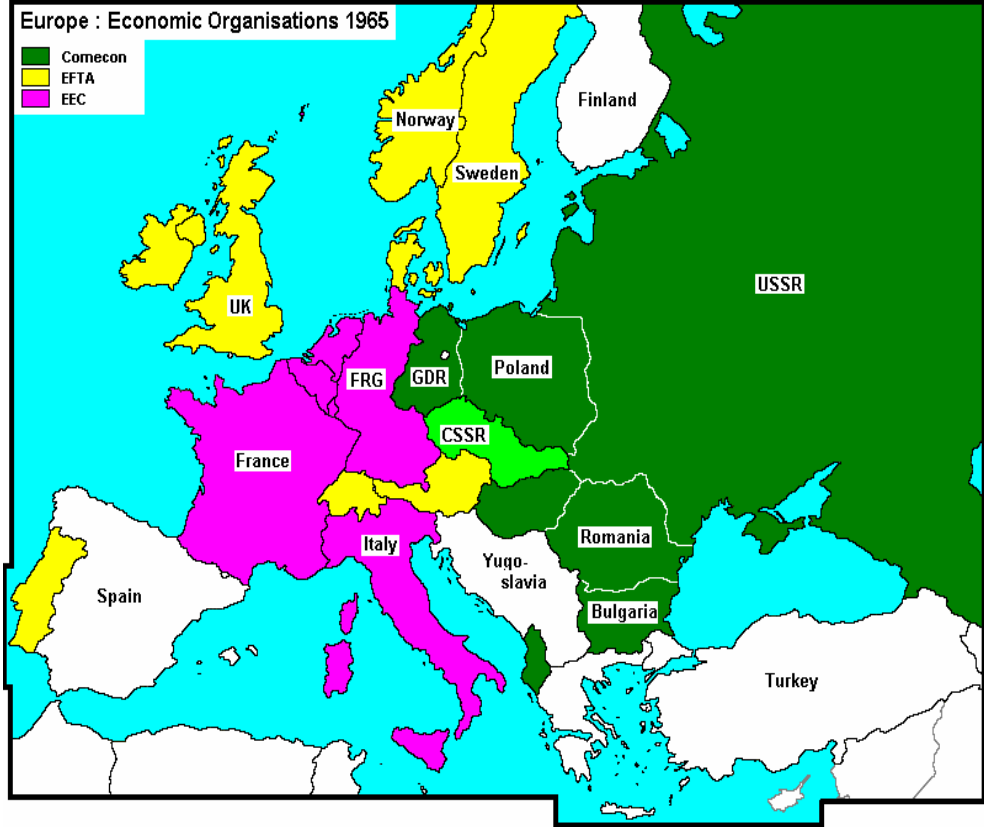 Europe : Economic Organisations 1965
Comecon
EFTA
EEC
Finland
Norway
Sweden
USSR
UK
Poland
GDR
FRG
CSSR
France
Romania
Italy
Yugo-
slavia
Spain
Bulgaria
Turkey